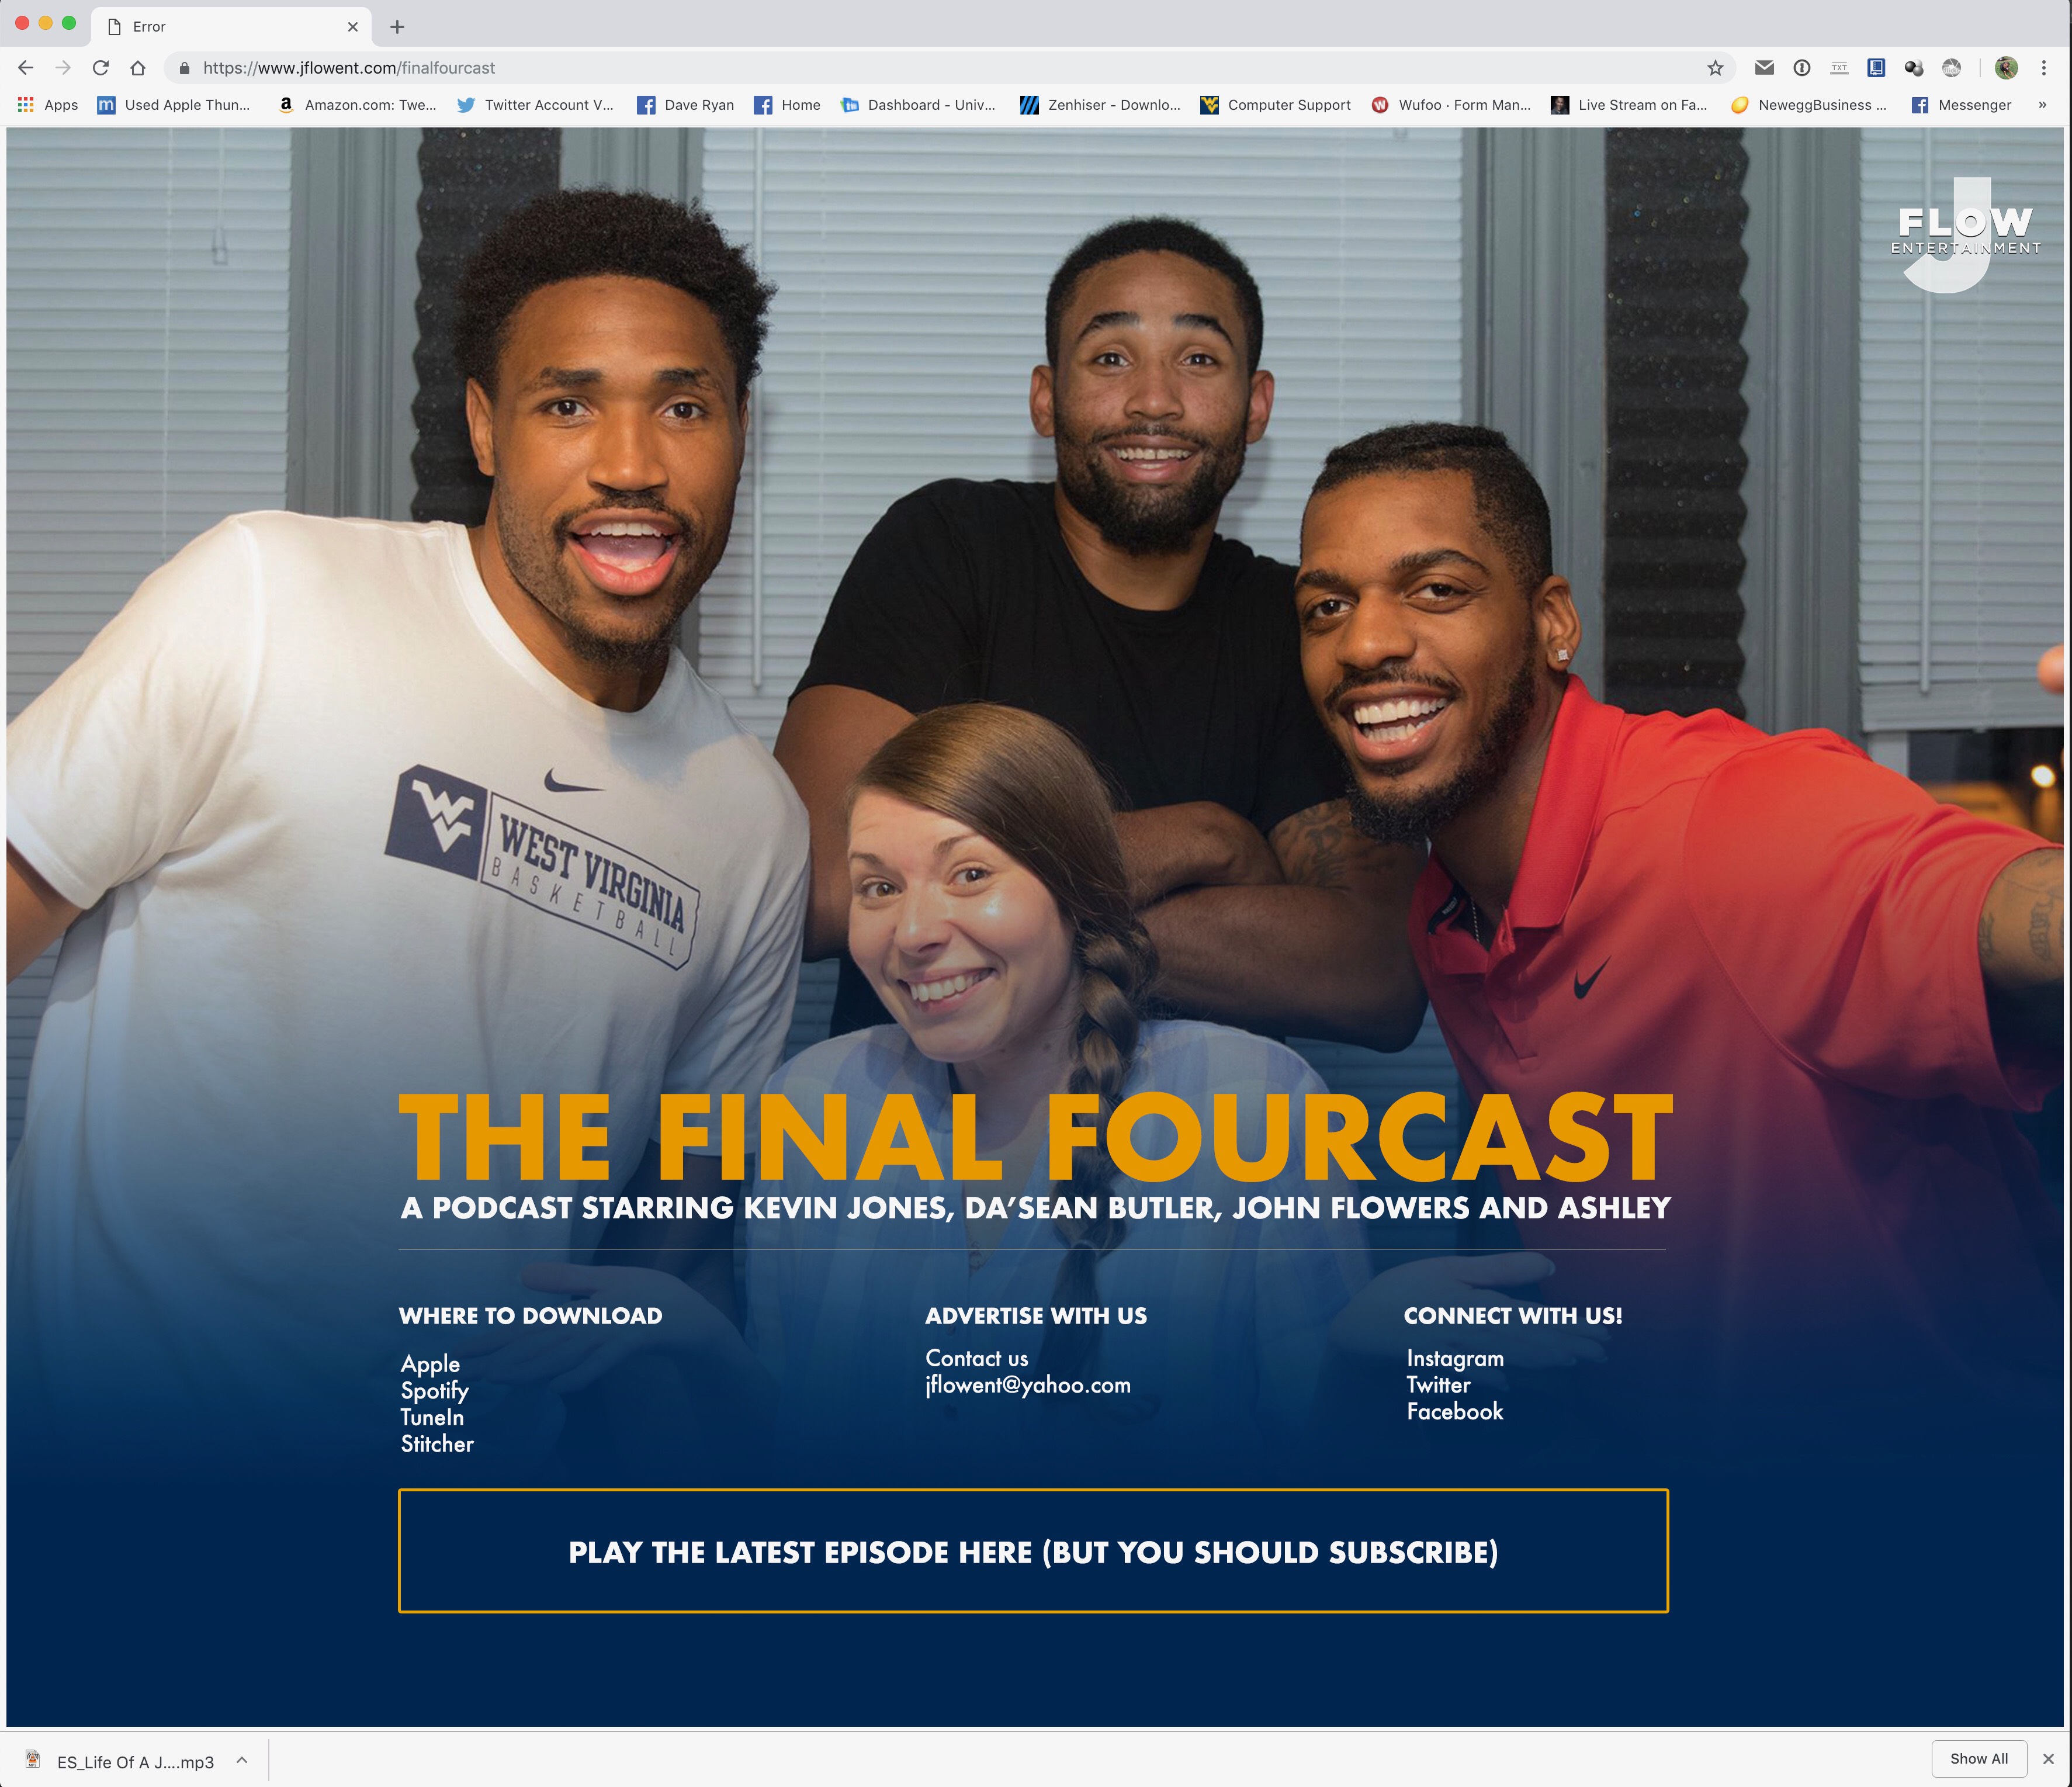 Error
https://www.jflowent.com/finalfourcast
TXT
Apps
Used Apple Thun...
Amazon.com: Twe...
Twitter Account V...
Dave Ryan
Home
Dashboard - Univ...
Zenhiser - Downlo...
Computer Support
Wufoo · Form Man...
Live Stream on Fa...
NeweggBusiness ...
Messenger
»
J
FLOW
ENTERTAINMENT
WV
WEST VIRGINIA
BASKETBALL
THE FINAL FOURCAST
A PODCAST STARRING KEVIN JONES, DA'SEAN BUTLER, JOHN FLOWERS AND ASHLEY
WHERE TO DOWNLOAD
Apple
Spotify
TuneIn
Stitcher
ADVERTISE WITH US
Contact us
jflowent@yahoo.com
CONNECT WITH US!
Instagram
Twitter
Facebook
PLAY THE LATEST EPISODE HERE (BUT YOU SHOULD SUBSCRIBE)
ES_Life Of A J....mp3
Show All